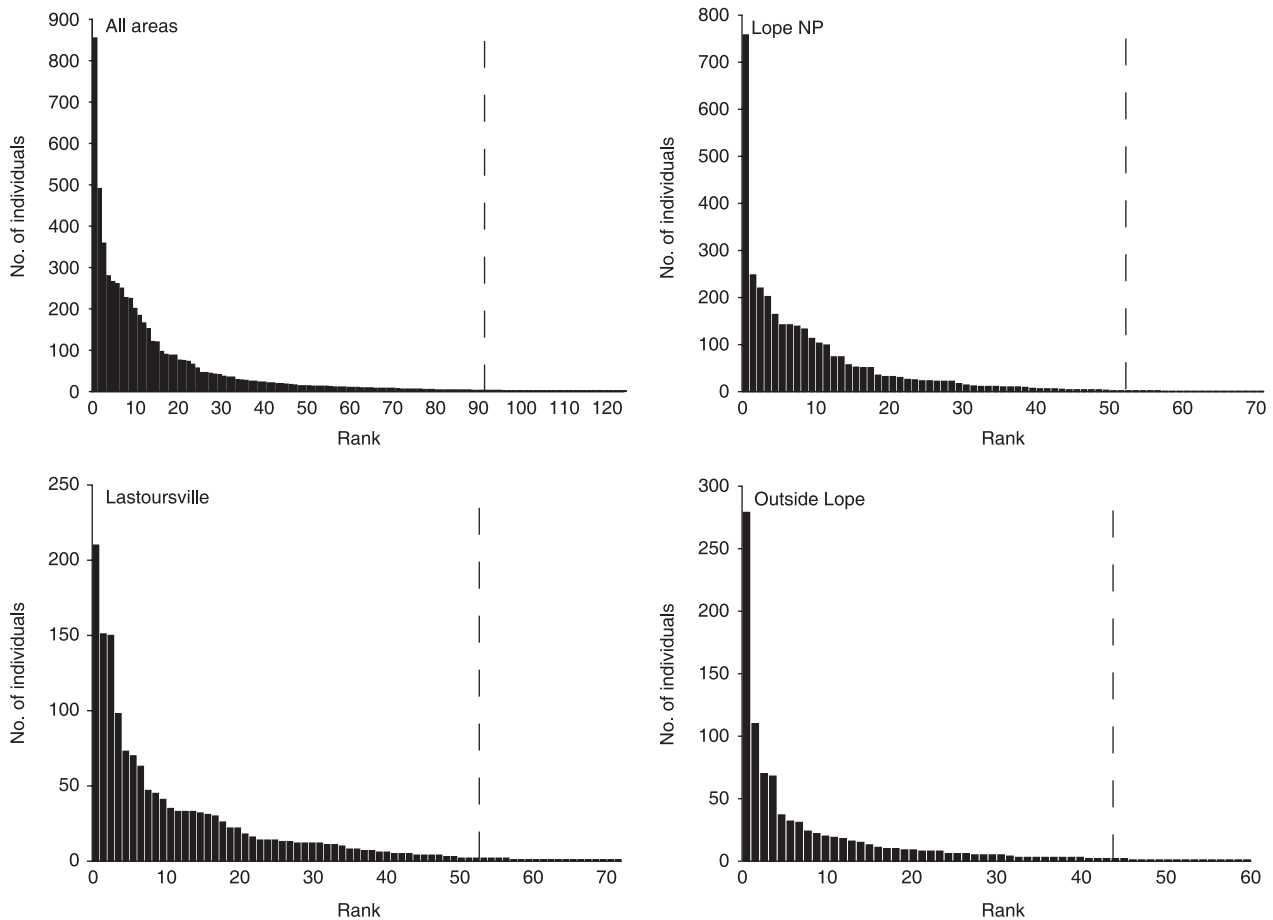 All areas
No. of individuals
900
800
700
600
500
400
300
200
100
0
0 10 20 30 40 50 60 70 80 90 100 110 120
Rank
Lope NP
No. of individuals
800
700
600
500
400
300
200
100
0
0 10 20 30 40 50 60 70
Rank
Lastoursville
No. of individuals
250
200
150
100
50
0
0 10 20 30 40 50 60 70
Rank
Outside Lope
No. of individuals
300
250
200
150
100
50
0
0 10 20 30 40 50 60
Rank